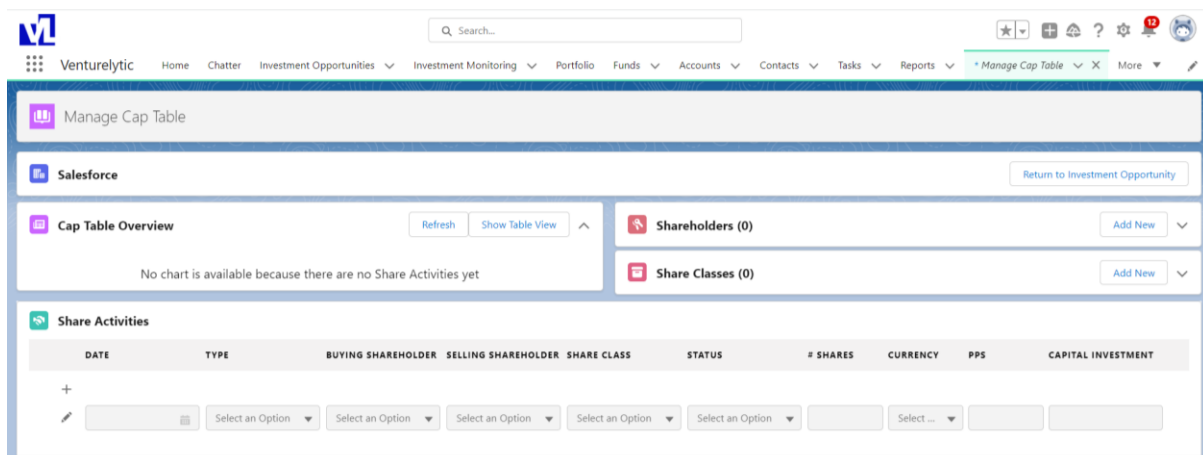 VL
Search...
12
Venturelytic Home Chatter Investment Opportunities Investment Monitoring Portfolio Funds Accounts Contacts Tasks Reports * Manage Cap Table More
Manage Cap Table
Salesforce Return to Investment Opportunity
Cap Table Overview Refresh Show Table View
Shareholders (0) Add New
No chart is available because there are no Share Activities yet
Share Classes (0) Add New
Share Activities
DATE TYPE BUYING SHAREHOLDER SELLING SHAREHOLDER SHARE CLASS STATUS # SHARES CURRENCY PPS CAPITAL INVESTMENT
Select an Option Select an Option Select an Option Select an Option Select an Option Select ...